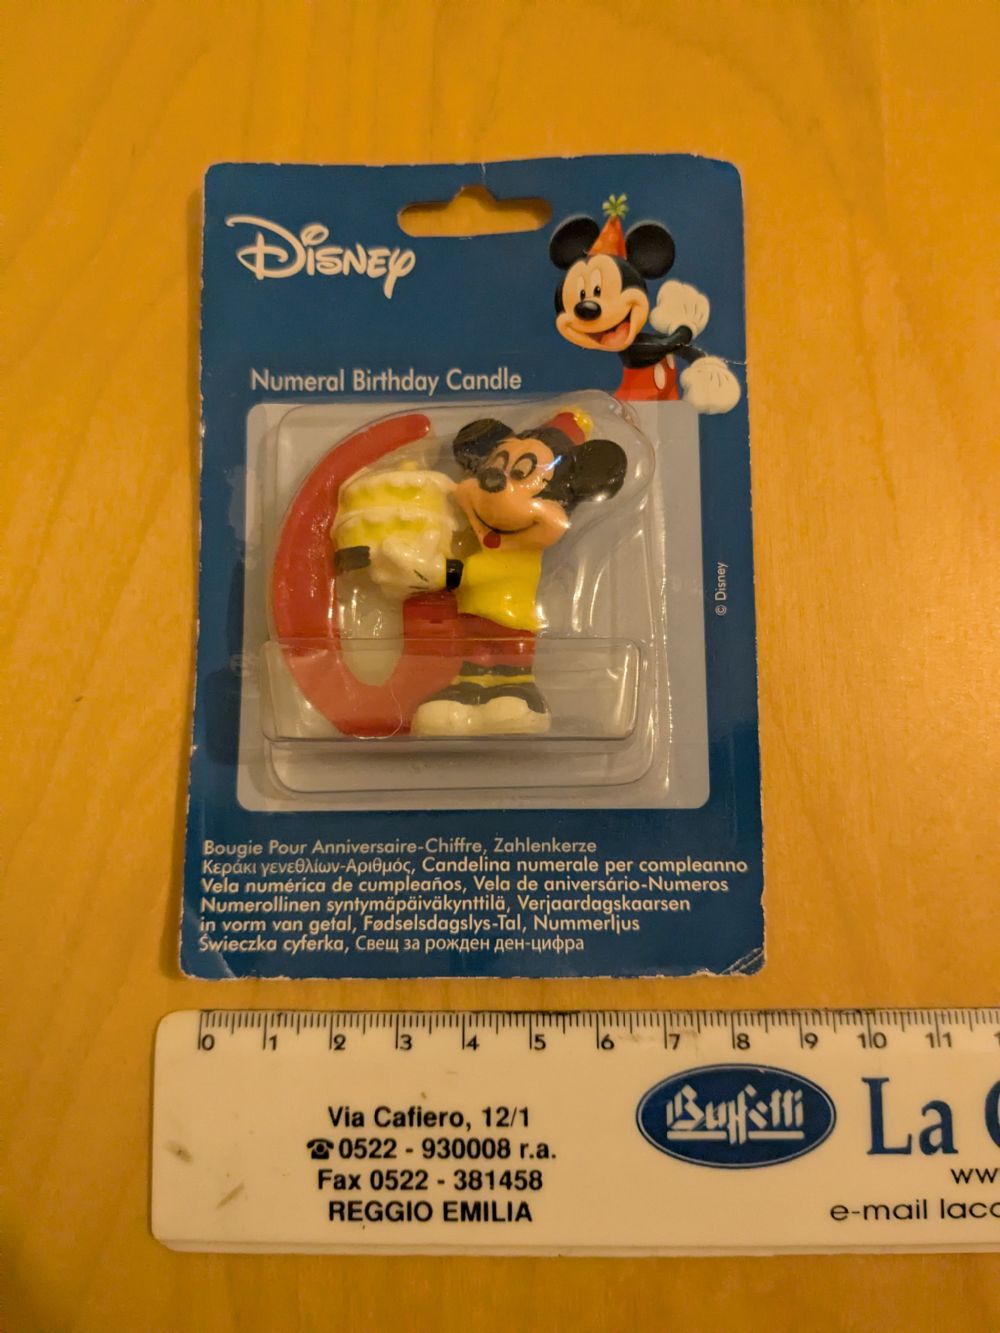 Disney
Numeral Birthday Candle
© Disney
Bougie Pour Anniversaire-Chiffre, Zahlenkerze
Κεράκι γενεθλίων-Αριθμός, Candelina numerale per compleanno
Vela numérica de cumpleaños, Vela de aniversário-Numeros
Numerollinen syntymäpäiväkynttilä, Verjaardagskaarsen
in vorm van getal, Fødselsdagslys-Tal, Nummerljus
Świeczka cyferka, Свещ за рожден ден-цифра
0 1 2 3 4 5 6 7 8 9 10 11
Via Cafiero, 12/1
☎ 0522 - 930008 r.a.
Fax 0522 - 381458
REGGIO EMILIA
Buffetti
La
ww
e-mail laco